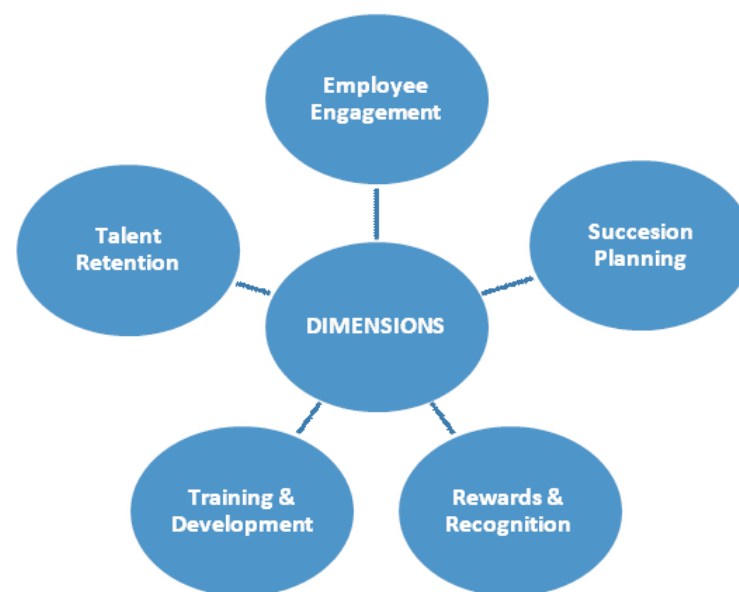 Employee
Engagement
Talent
Retention
Succesion
Planning
DIMENSIONS
Training &
Development
Rewards &
Recognition